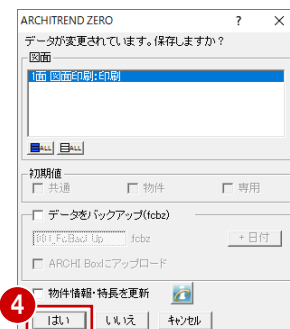 ARCHITREND ZERO ? ×
データが変更されています。保存しますか？
図面
1面 図面印刷:印刷
ALL ALL
初期値
共通 物件 専用
データをバックアップ(fcbz)
001_FcBackUp .fcbz +日付
ARCHI Boxにアップロード
物件情報・特長を更新
4
はい いいえ キャンセル